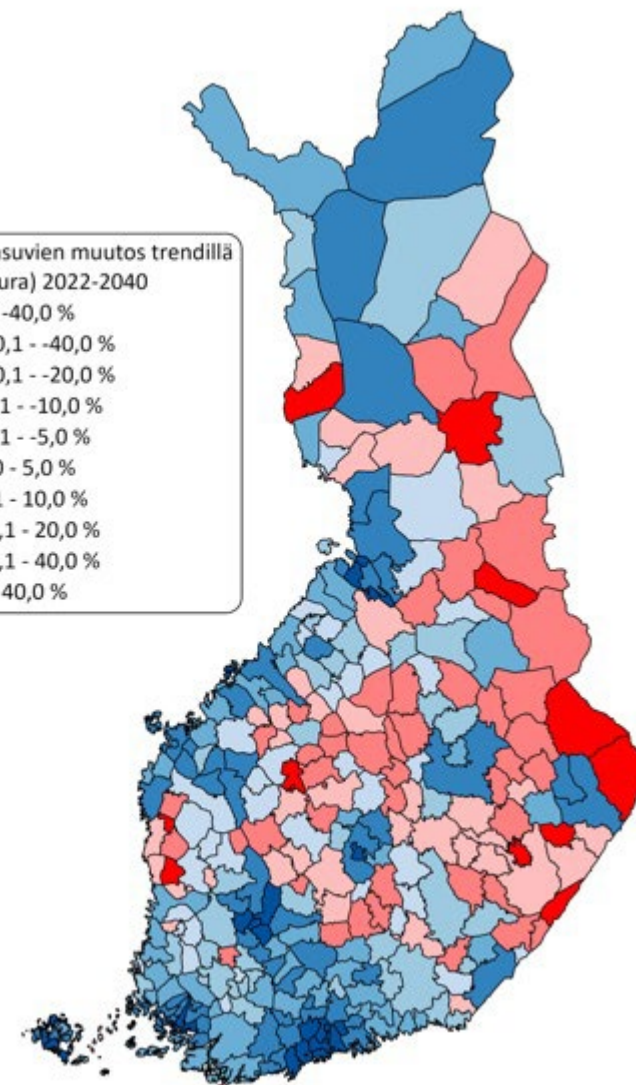 suvien muutos trendillä
ura) 2022-2040
-40,0 %
0,1 - -40,0 %
0,1 - -20,0 %
1 - -10,0 %
1 - -5,0 %
0 - 5,0 %
1 - 10,0 %
,1 - 20,0 %
,1 - 40,0 %
40,0 %